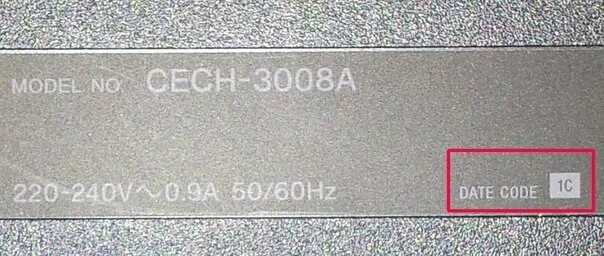 MODEL NO CECH-3008A
220-240V～0.9A 50/60Hz DATE CODE 1C